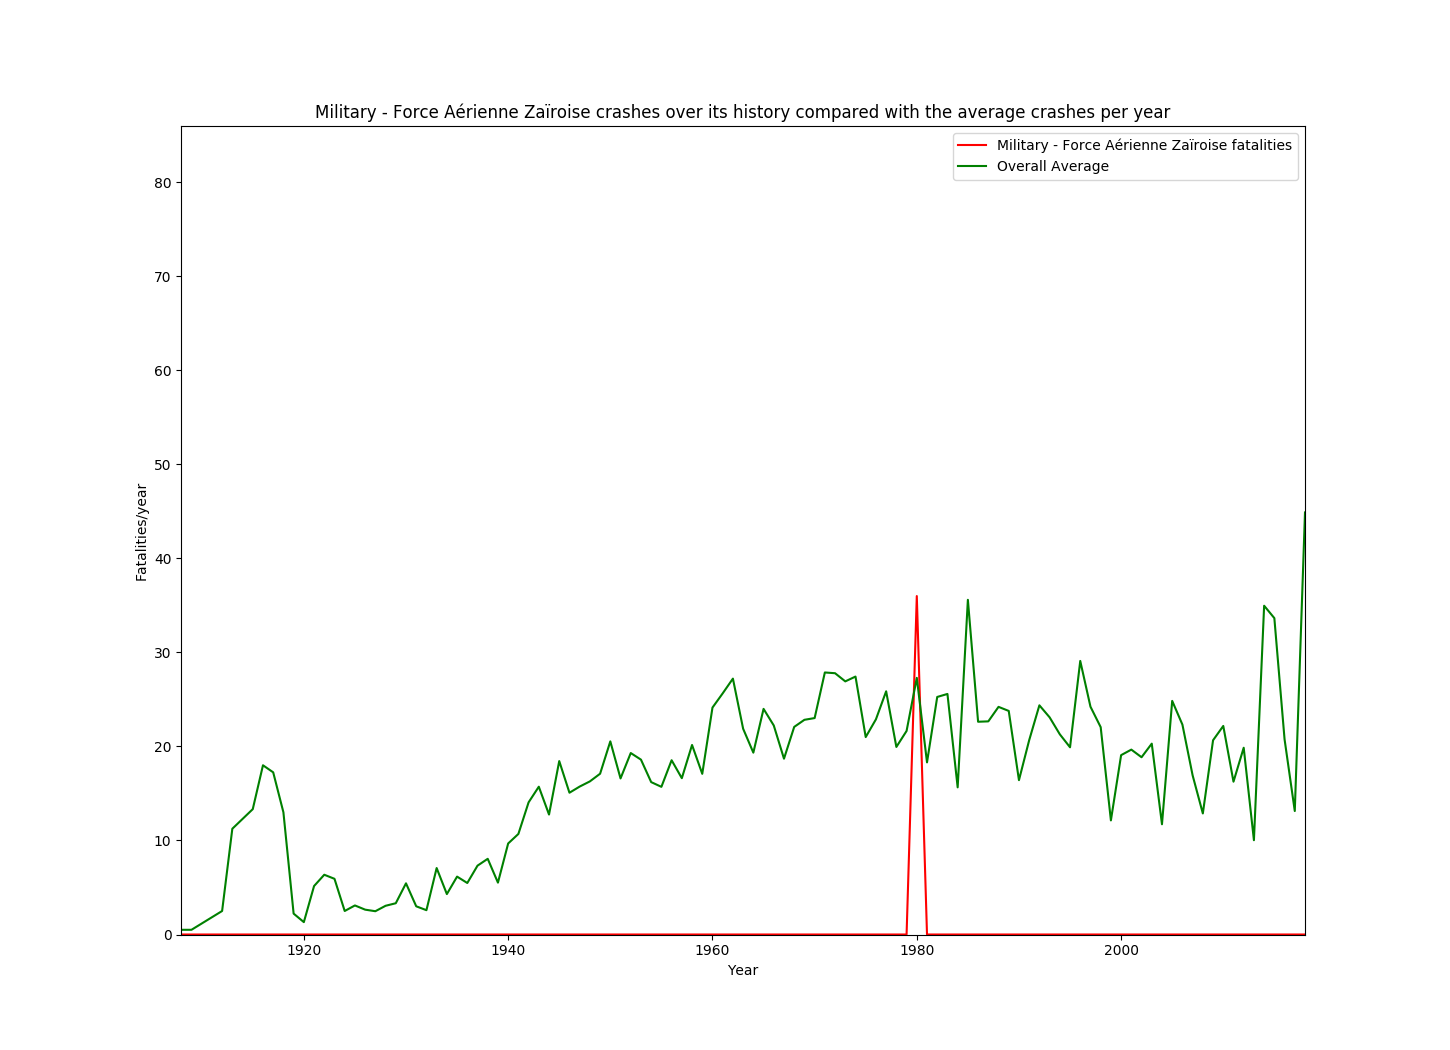 Military - Force Aérienne Zaïroise crashes over its history compared with the average crashes per year
Military - Force Aérienne Zaïroise fatalities
Overall Average
80
70
60
50
40
30
20
10
0
Fatalities/year
1920 1940 1960 1980 2000
Year